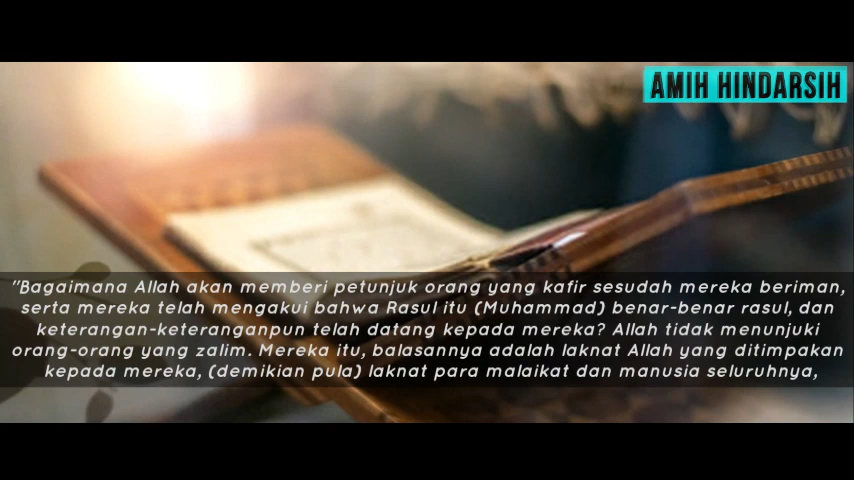 AMIH HINDARSIH
"Bagaimana Allah akan memberi petunjuk orang yang kafir sesudah mereka beriman,
serta mereka telah mengakui bahwa Rasul itu (Muhammad) benar-benar rasul, dan
keterangan-keteranganpun telah datang kepada mereka? Allah tidak menunjuki
orang-orang yang zalim. Mereka itu, balasannya adalah laknat Allah yang ditimpakan
kepada mereka, (demikian pula) laknat para malaikat dan manusia seluruhnya,